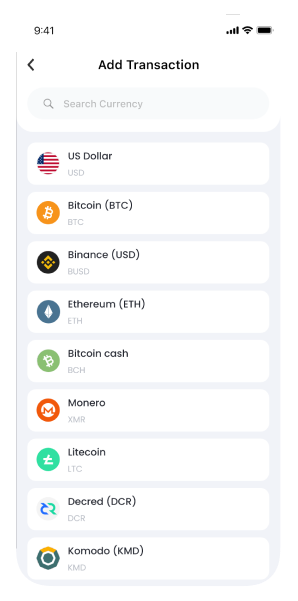 9:41
Add Transaction
Search Currency
US Dollar
USD
Bitcoin (BTC)
BTC
Binance (USD)
BUSD
Ethereum (ETH)
ETH
Bitcoin cash
BCH
Monero
XMR
Litecoin
LTC
Decred (DCR)
DCR
Komodo (KMD)
KMD